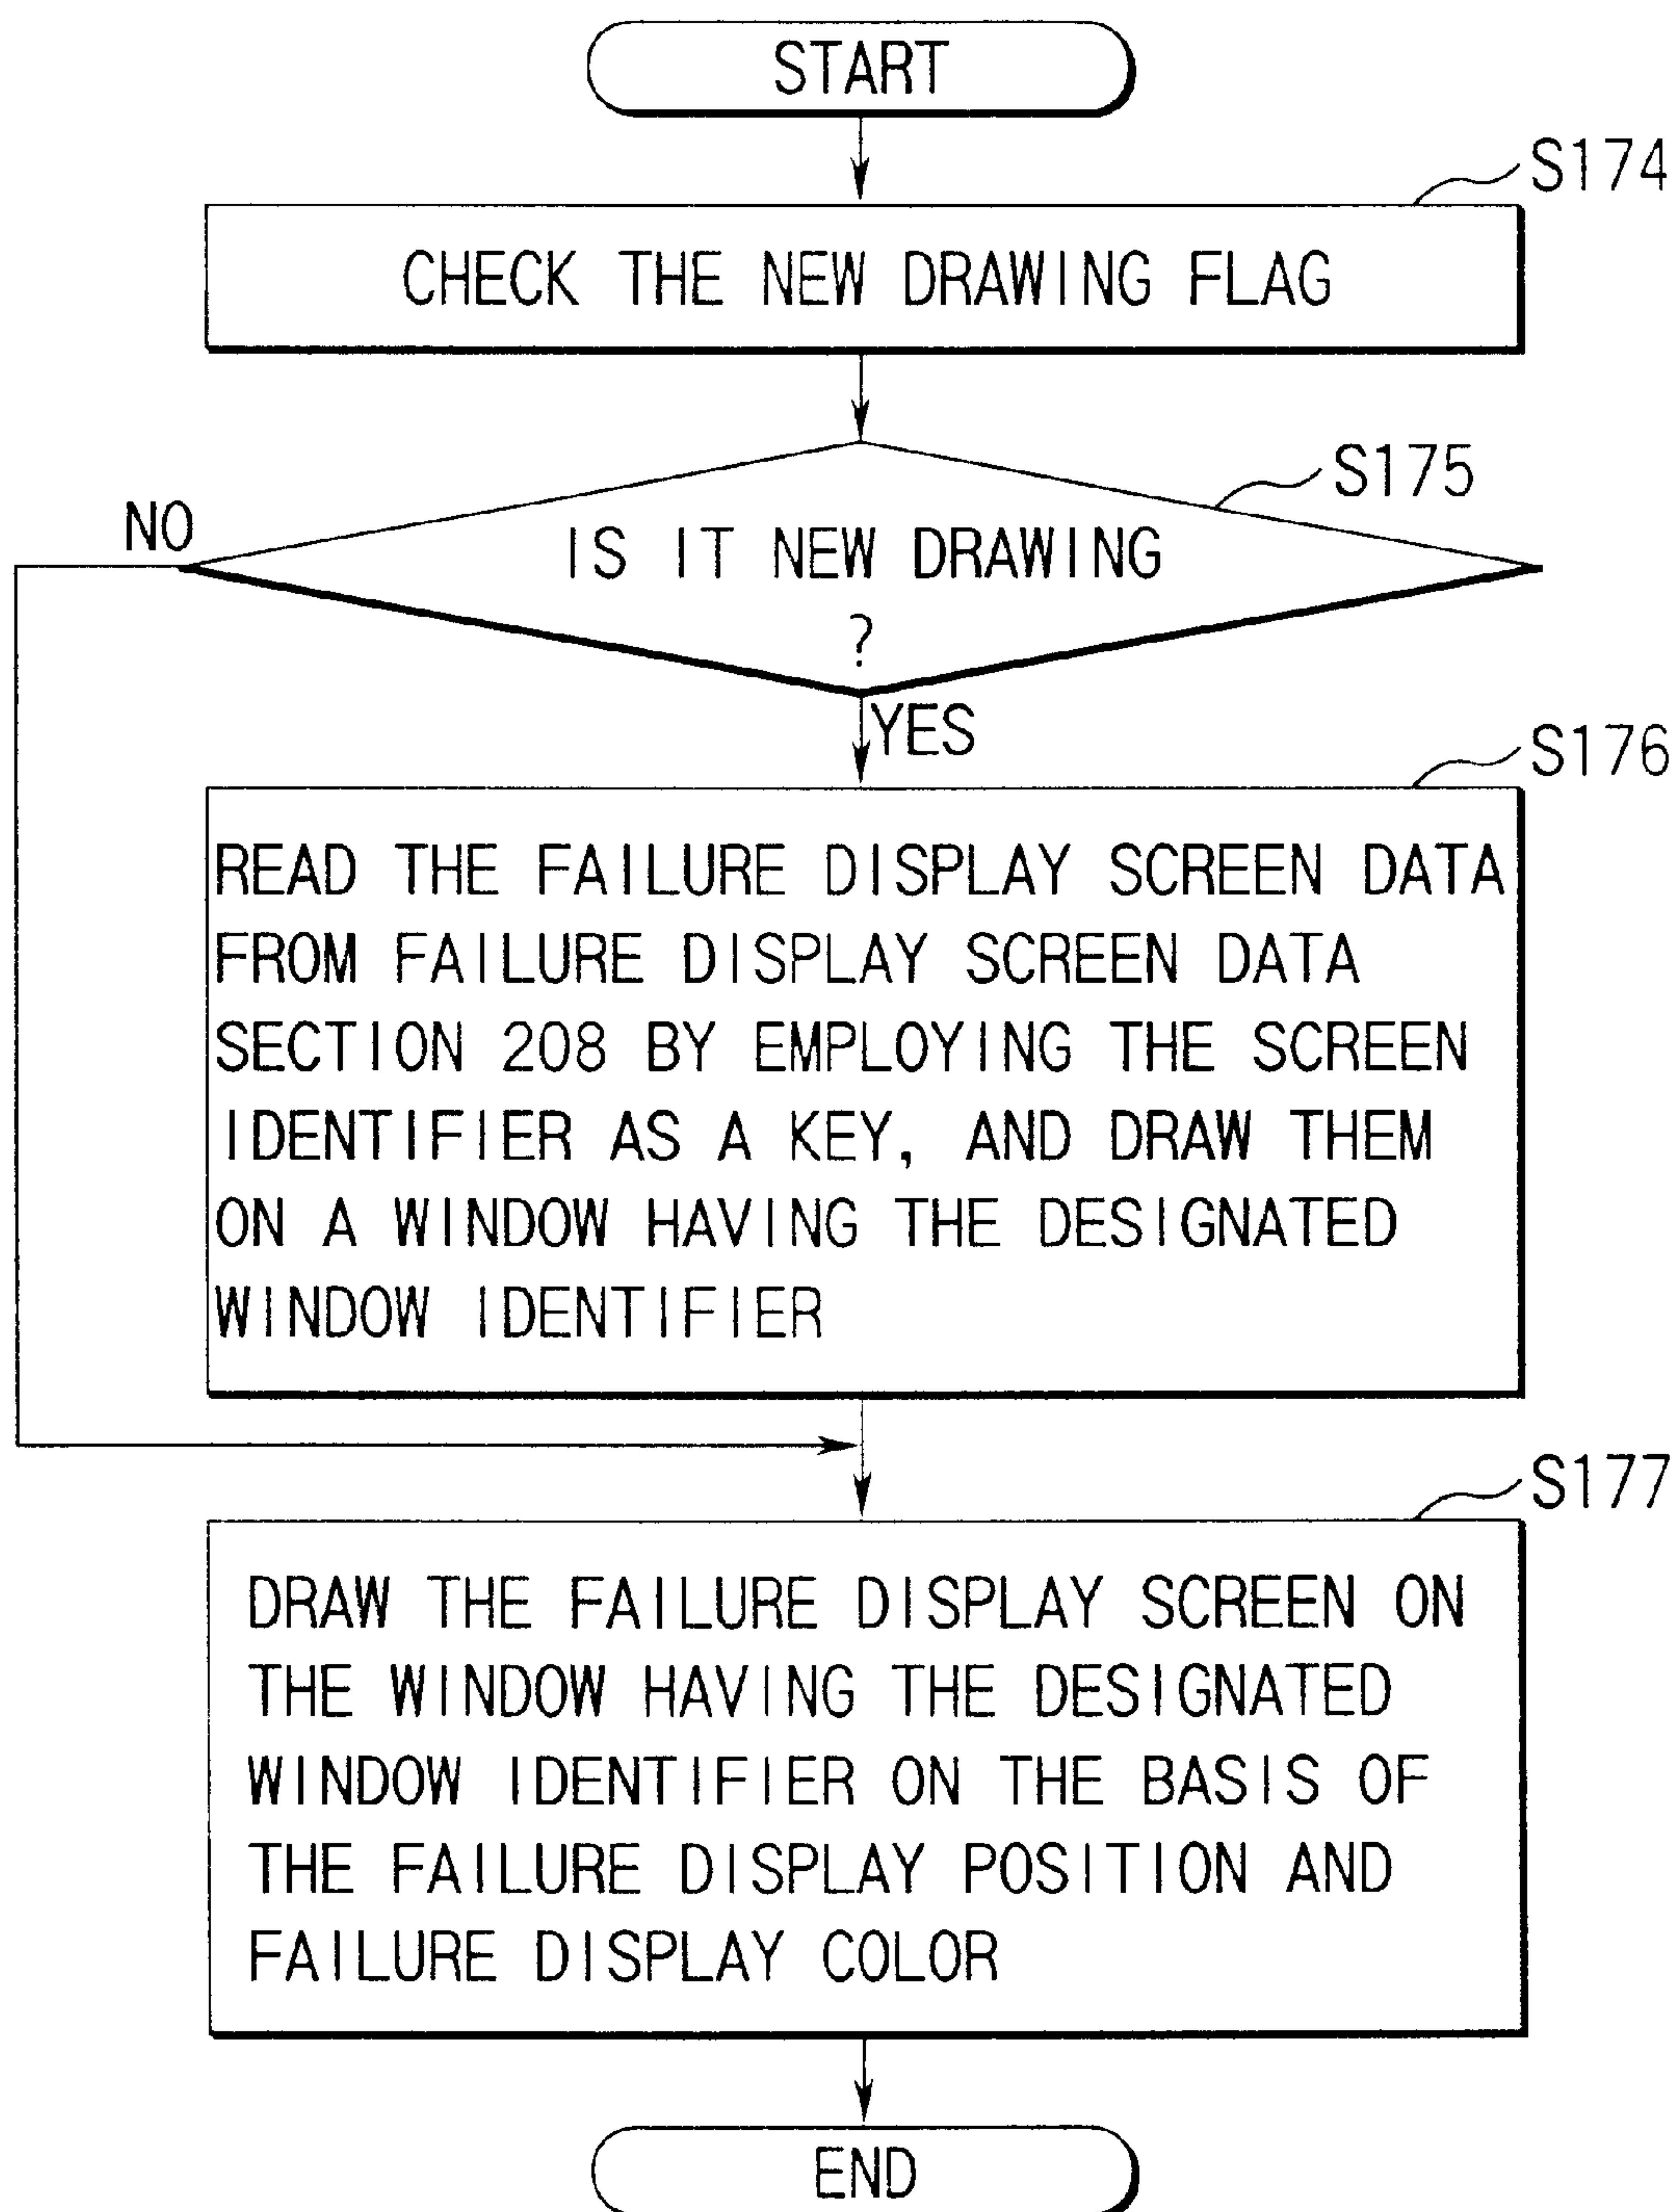 START
S174
CHECK THE NEW DRAWING FLAG
S175
NO
IS IT NEW DRAWING
?
YES
S176
READ THE FAILURE DISPLAY SCREEN DATA
FROM FAILURE DISPLAY SCREEN DATA
SECTION 208 BY EMPLOYING THE SCREEN
IDENTIFIER AS A KEY, AND DRAW THEM
ON A WINDOW HAVING THE DESIGNATED
WINDOW IDENTIFIER
S177
DRAW THE FAILURE DISPLAY SCREEN ON
THE WINDOW HAVING THE DESIGNATED
WINDOW IDENTIFIER ON THE BASIS OF
THE FAILURE DISPLAY POSITION AND
FAILURE DISPLAY COLOR
END